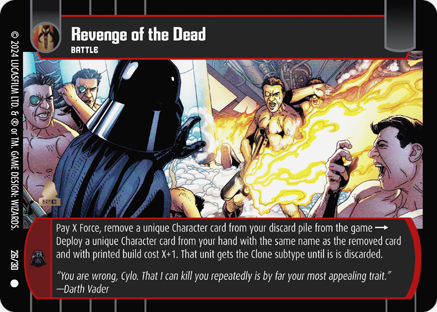 Revenge of the Dead
BATTLE
Pay X Force, remove a unique Character card from your discard pile from the game →
Deploy a unique Character card from your hand with the same name as the removed card
and with printed build cost X+1. That unit gets the Clone subtype until is is discarded.
"You are wrong, Cylo. That I can kill you repeatedly is by far your most appealing trait."
—Darth Vader
© 2024 LUCASFILM LTD. & ® or TM. GAME DESIGN: WIZARDS.